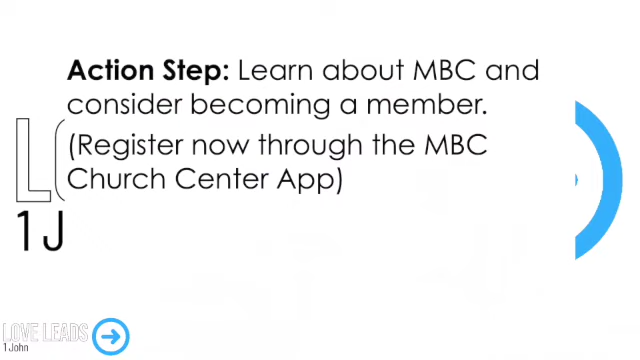 Action Step: Learn about MBC and
consider becoming a member.
(Register now through the MBC
Church Center App)
L
1J
LOVE LEADS
1 John